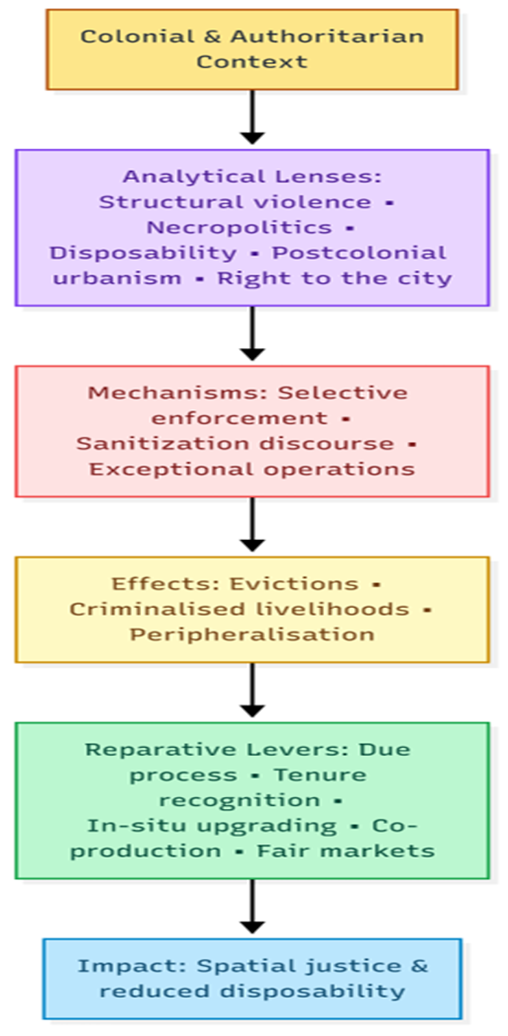 Colonial & Authoritarian
Context
Analytical Lenses:
Structural violence ▪
Necropolitics ▪
Disposability ▪ Postcolonial
urbanism ▪ Right to the city
Mechanisms: Selective
enforcement ▪
Sanitization discourse ▪
Exceptional operations
Effects: Evictions ▪
Criminalised livelihoods ▪
Peripheralisation
Reparative Levers: Due
process ▪ Tenure
recognition ▪
In-situ upgrading ▪ Co-
production ▪ Fair markets
Impact: Spatial justice &
reduced disposability